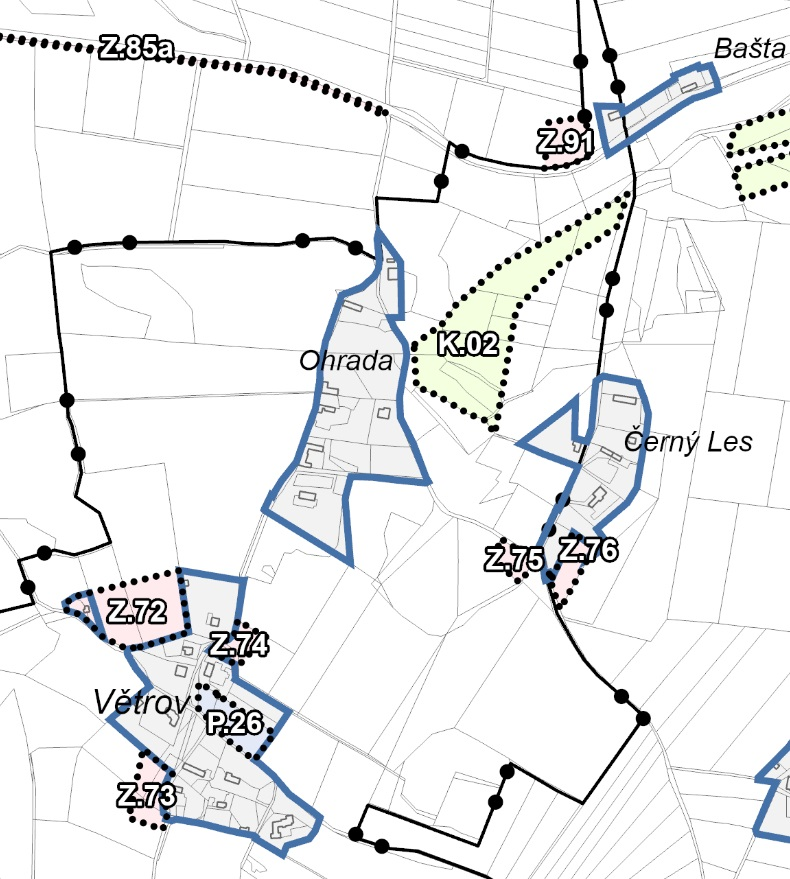 Z.85a
Bašta
Z.91
K.02
Ohrada
Černý Les
Z.75
Z.76
Z.72
Z.74
Větrov
P.26
Z.73